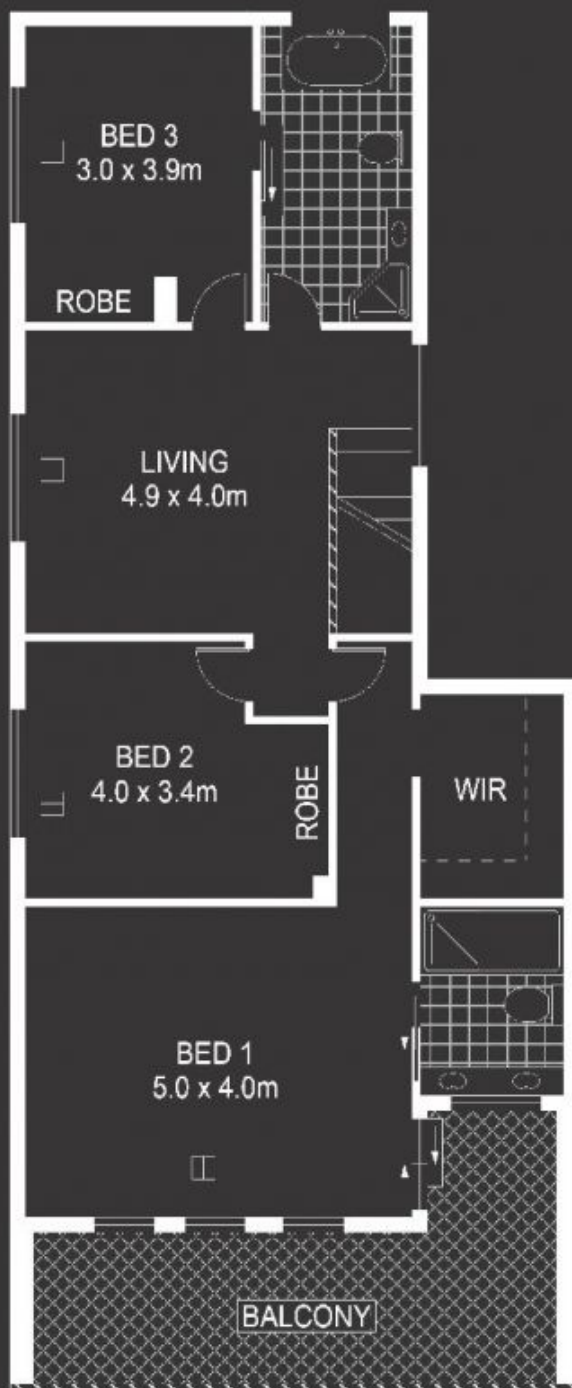 BED 3
3.0 x 3.9m
ROBE
LIVING
4.9 x 4.0m
BED 2
4.0 x 3.4m
ROBE
WIR
BED 1
5.0 x 4.0m
BALCONY